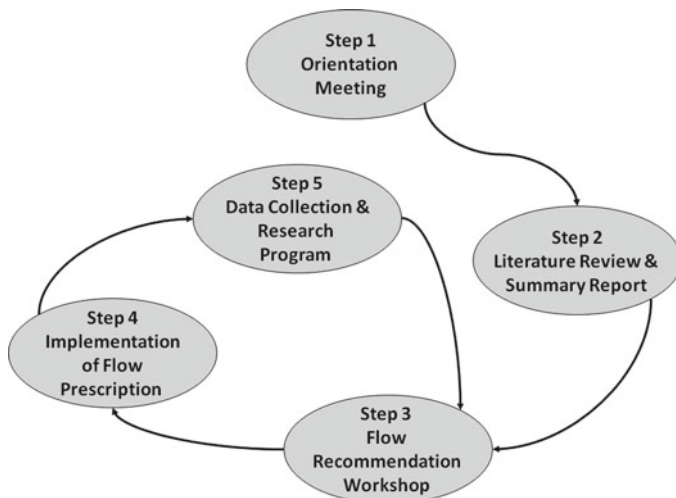 Step 1
Orientation
Meeting
Step 2
Literature Review &
Summary Report
Step 3
Flow
Recommendation
Workshop
Step 4
Implementation
of Flow
Prescription
Step 5
Data Collection &
Research
Program